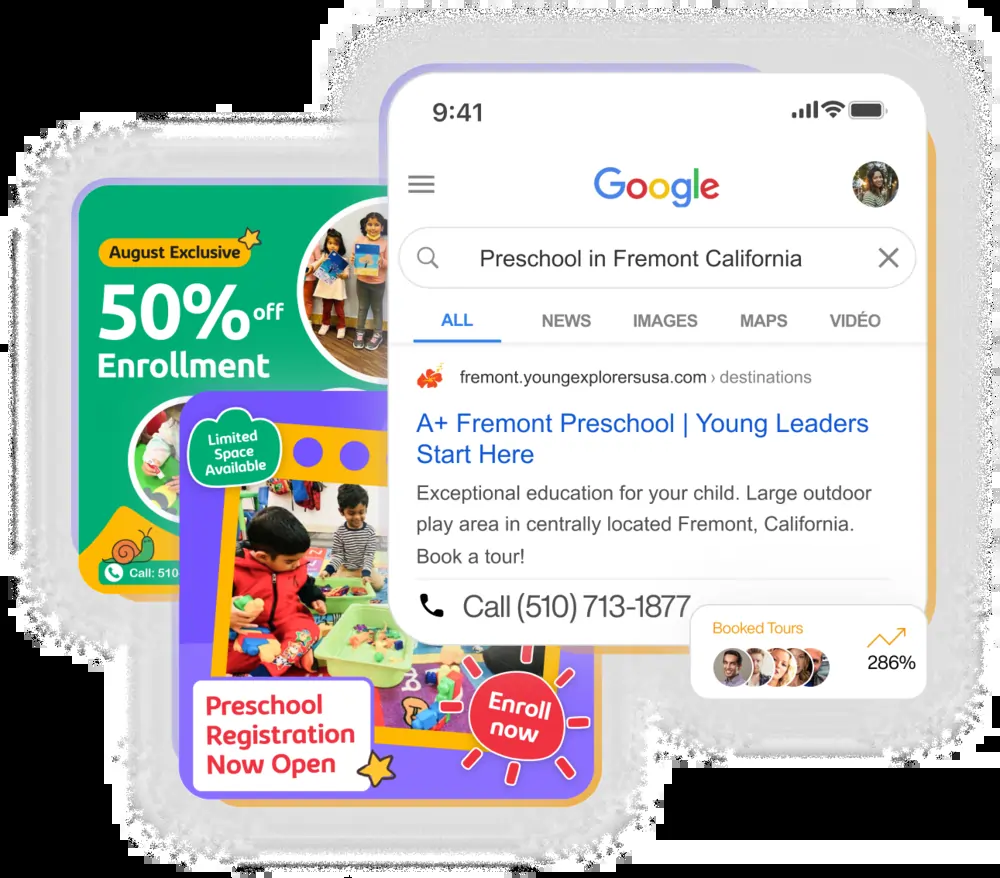 9:41
Google
Preschool in Fremont California
ALL NEWS IMAGES MAPS VIDÉO
fremont.youngexplorersusa.com › destinations
A+ Fremont Preschool | Young Leaders
Start Here
Exceptional education for your child. Large outdoor
play area in centrally located Fremont, California.
Book a tour!
Call (510) 713-1877
Booked Tours
286%
August Exclusive
50% off
Enrollment
Call: 510
Limited
Space
Available
Preschool
Registration
Now Open
Enroll
now